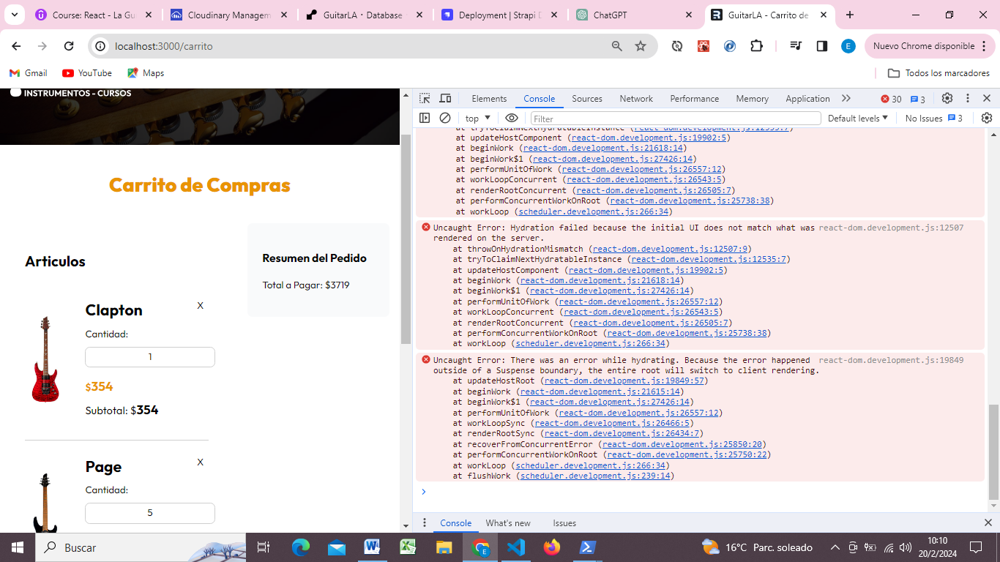 Course: React - La Gu
Cloudinary Managem
GuitarLA · Database
Deployment | Strapi D
ChatGPT
GuitarLA - Carrito de
localhost:3000/carrito
Nuevo Chrome disponible
Gmail
YouTube
Maps
Todos los marcadores
INSTRUMENTOS - CURSOS
Carrito de Compras
Articulos
Resumen del Pedido
Total a Pagar: $3719
Clapton
X
Cantidad:
1
$354
Subtotal: $354
Page
X
Cantidad:
5
Elements Console Sources Network Performance Memory Application 30 3
top Filter Default levels No Issues 3
at tryToClaimNextHydratableInstance (react-dom.development.js:12535:7)
at updateHostComponent (react-dom.development.js:19902:5)
at beginWork (react-dom.development.js:21618:14)
at beginWork$1 (react-dom.development.js:27426:14)
at performUnitOfWork (react-dom.development.js:26557:12)
at workLoopConcurrent (react-dom.development.js:26543:5)
at renderRootConcurrent (react-dom.development.js:26505:7)
at performConcurrentWorkOnRoot (react-dom.development.js:25738:38)
at workLoop (scheduler.development.js:266:34)
Uncaught Error: Hydration failed because the initial UI does not match what was react-dom.development.js:12507
rendered on the server.
at throwOnHydrationMismatch (react-dom.development.js:12507:9)
at tryToClaimNextHydratableInstance (react-dom.development.js:12535:7)
at updateHostComponent (react-dom.development.js:19902:5)
at beginWork (react-dom.development.js:21618:14)
at beginWork$1 (react-dom.development.js:27426:14)
at performUnitOfWork (react-dom.development.js:26557:12)
at workLoopConcurrent (react-dom.development.js:26543:5)
at renderRootConcurrent (react-dom.development.js:26505:7)
at performConcurrentWorkOnRoot (react-dom.development.js:25738:38)
at workLoop (scheduler.development.js:266:34)
Uncaught Error: There was an error while hydrating. Because the error happened react-dom.development.js:19849
outside of a Suspense boundary, the entire root will switch to client rendering.
at updateHostRoot (react-dom.development.js:19849:57)
at beginWork (react-dom.development.js:21615:14)
at beginWork$1 (react-dom.development.js:27426:14)
at performUnitOfWork (react-dom.development.js:26557:12)
at workLoopSync (react-dom.development.js:26466:5)
at renderRootSync (react-dom.development.js:26434:7)
at recoverFromConcurrentError (react-dom.development.js:25850:20)
at performConcurrentWorkOnRoot (react-dom.development.js:25750:22)
at workLoop (scheduler.development.js:266:34)
at flushWork (scheduler.development.js:239:14)
Console What's new Issues
Buscar
16°C Parc. soleado
10:10
20/2/2024